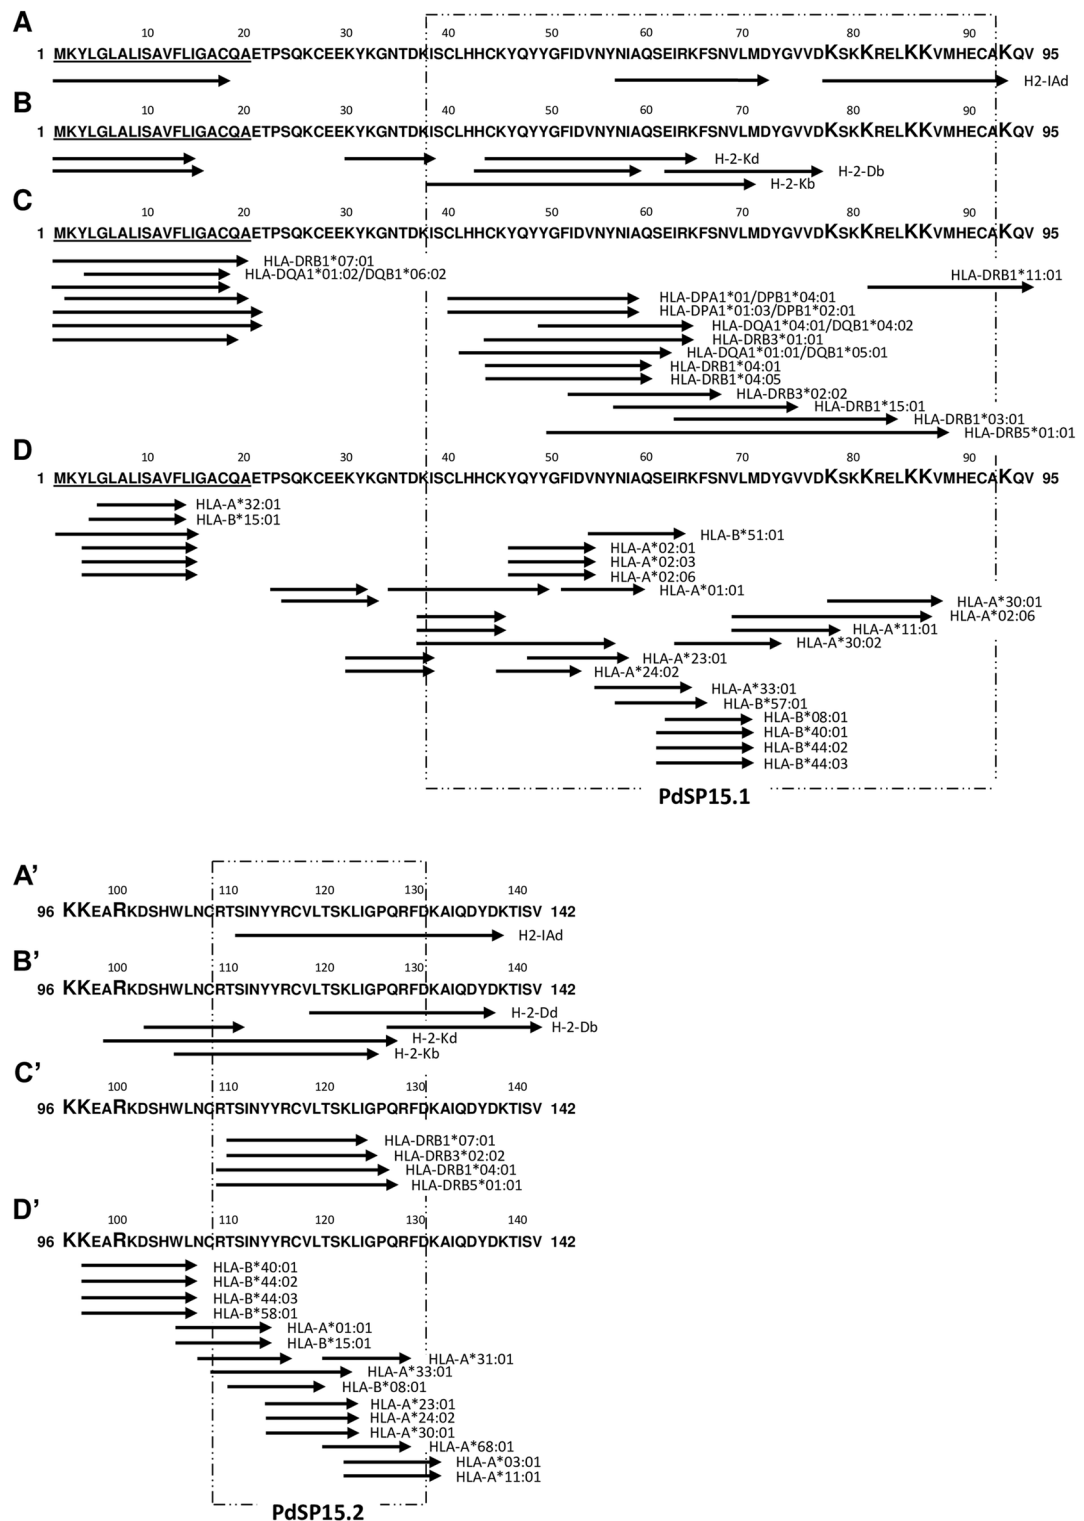 A
10 20 30 40 50 60 70 80 90
1 MKYLGLALISAVFLIGACQAETPSQKCEEKYKGNTDKISCLHHCKYQYYGFIDVNYNIAQSEIRKFSNVLMDYGVVDKSKKRELKKVMHECAKQV 95
H2-IAd
B
10 20 30 40 50 60 70 80 90
1 MKYLGLALISAVFLIGACQAETPSQKCEEKYKGNTDKISCLHHCKYQYYGFIDVNYNIAQSEIRKFSNVLMDYGVVDKSKKRELKKVMHECAKQV 95
H-2-Kd
H-2-Db
H-2-Kb
C
10 20 30 40 50 60 70 80 90
1 MKYLGLALISAVFLIGACQAETPSQKCEEKYKGNTDKISCLHHCKYQYYGFIDVNYNIAQSEIRKFSNVLMDYGVVDKSKKRELKKVMHECAKQV 95
HLA-DRB1*07:01
HLA-DQA1*01:02/DQB1*06:02 HLA-DRB1*11:01
HLA-DPA1*01/DPB1*04:01
HLA-DPA1*01:03/DPB1*02:01
HLA-DQA1*04:01/DQB1*04:02
HLA-DRB3*01:01
HLA-DQA1*01:01/DQB1*05:01
HLA-DRB1*04:01
HLA-DRB1*04:05
HLA-DRB3*02:02
HLA-DRB1*15:01
HLA-DRB1*03:01
HLA-DRB5*01:01
D
10 20 30 40 50 60 70 80 90
1 MKYLGLALISAVFLIGACQAETPSQKCEEKYKGNTDKISCLHHCKYQYYGFIDVNYNIAQSEIRKFSNVLMDYGVVDKSKKRELKKVMHECAKQV 95
HLA-A*32:01
HLA-B*15:01
HLA-B*51:01
HLA-A*02:01
HLA-A*02:03
HLA-A*02:06
HLA-A*01:01
HLA-A*30:01
HLA-A*02:06
HLA-A*11:01
HLA-A*30:02
HLA-A*23:01
HLA-A*24:02
HLA-A*33:01
HLA-B*57:01
HLA-B*08:01
HLA-B*40:01
HLA-B*44:02
HLA-B*44:03
PdSP15.1
A’
100 110 120 130 140
96 KKEARKDSHWLNCRTSINYYRCVLTSKLIGPQRFDKAIQDYDKTISV 142
H2-IAd
B’
100 110 120 130 140
96 KKEARKDSHWLNCRTSINYYRCVLTSKLIGPQRFDKAIQDYDKTISV 142
H-2-Dd
H-2-Db
H-2-Kd
H-2-Kb
C’
100 110 120 130 140
96 KKEARKDSHWLNCRTSINYYRCVLTSKLIGPQRFDKAIQDYDKTISV 142
HLA-DRB1*07:01
HLA-DRB3*02:02
HLA-DRB1*04:01
HLA-DRB5*01:01
D’
100 110 120 130 140
96 KKEARKDSHWLNCRTSINYYRCVLTSKLIGPQRFDKAIQDYDKTISV 142
HLA-B*40:01
HLA-B*44:02
HLA-B*44:03
HLA-B*58:01
HLA-A*01:01
HLA-B*15:01
HLA-A*31:01
HLA-A*33:01
HLA-B*08:01
HLA-A*23:01
HLA-A*24:02
HLA-A*30:01
HLA-A*68:01
HLA-A*03:01
HLA-A*11:01
PdSP15.2